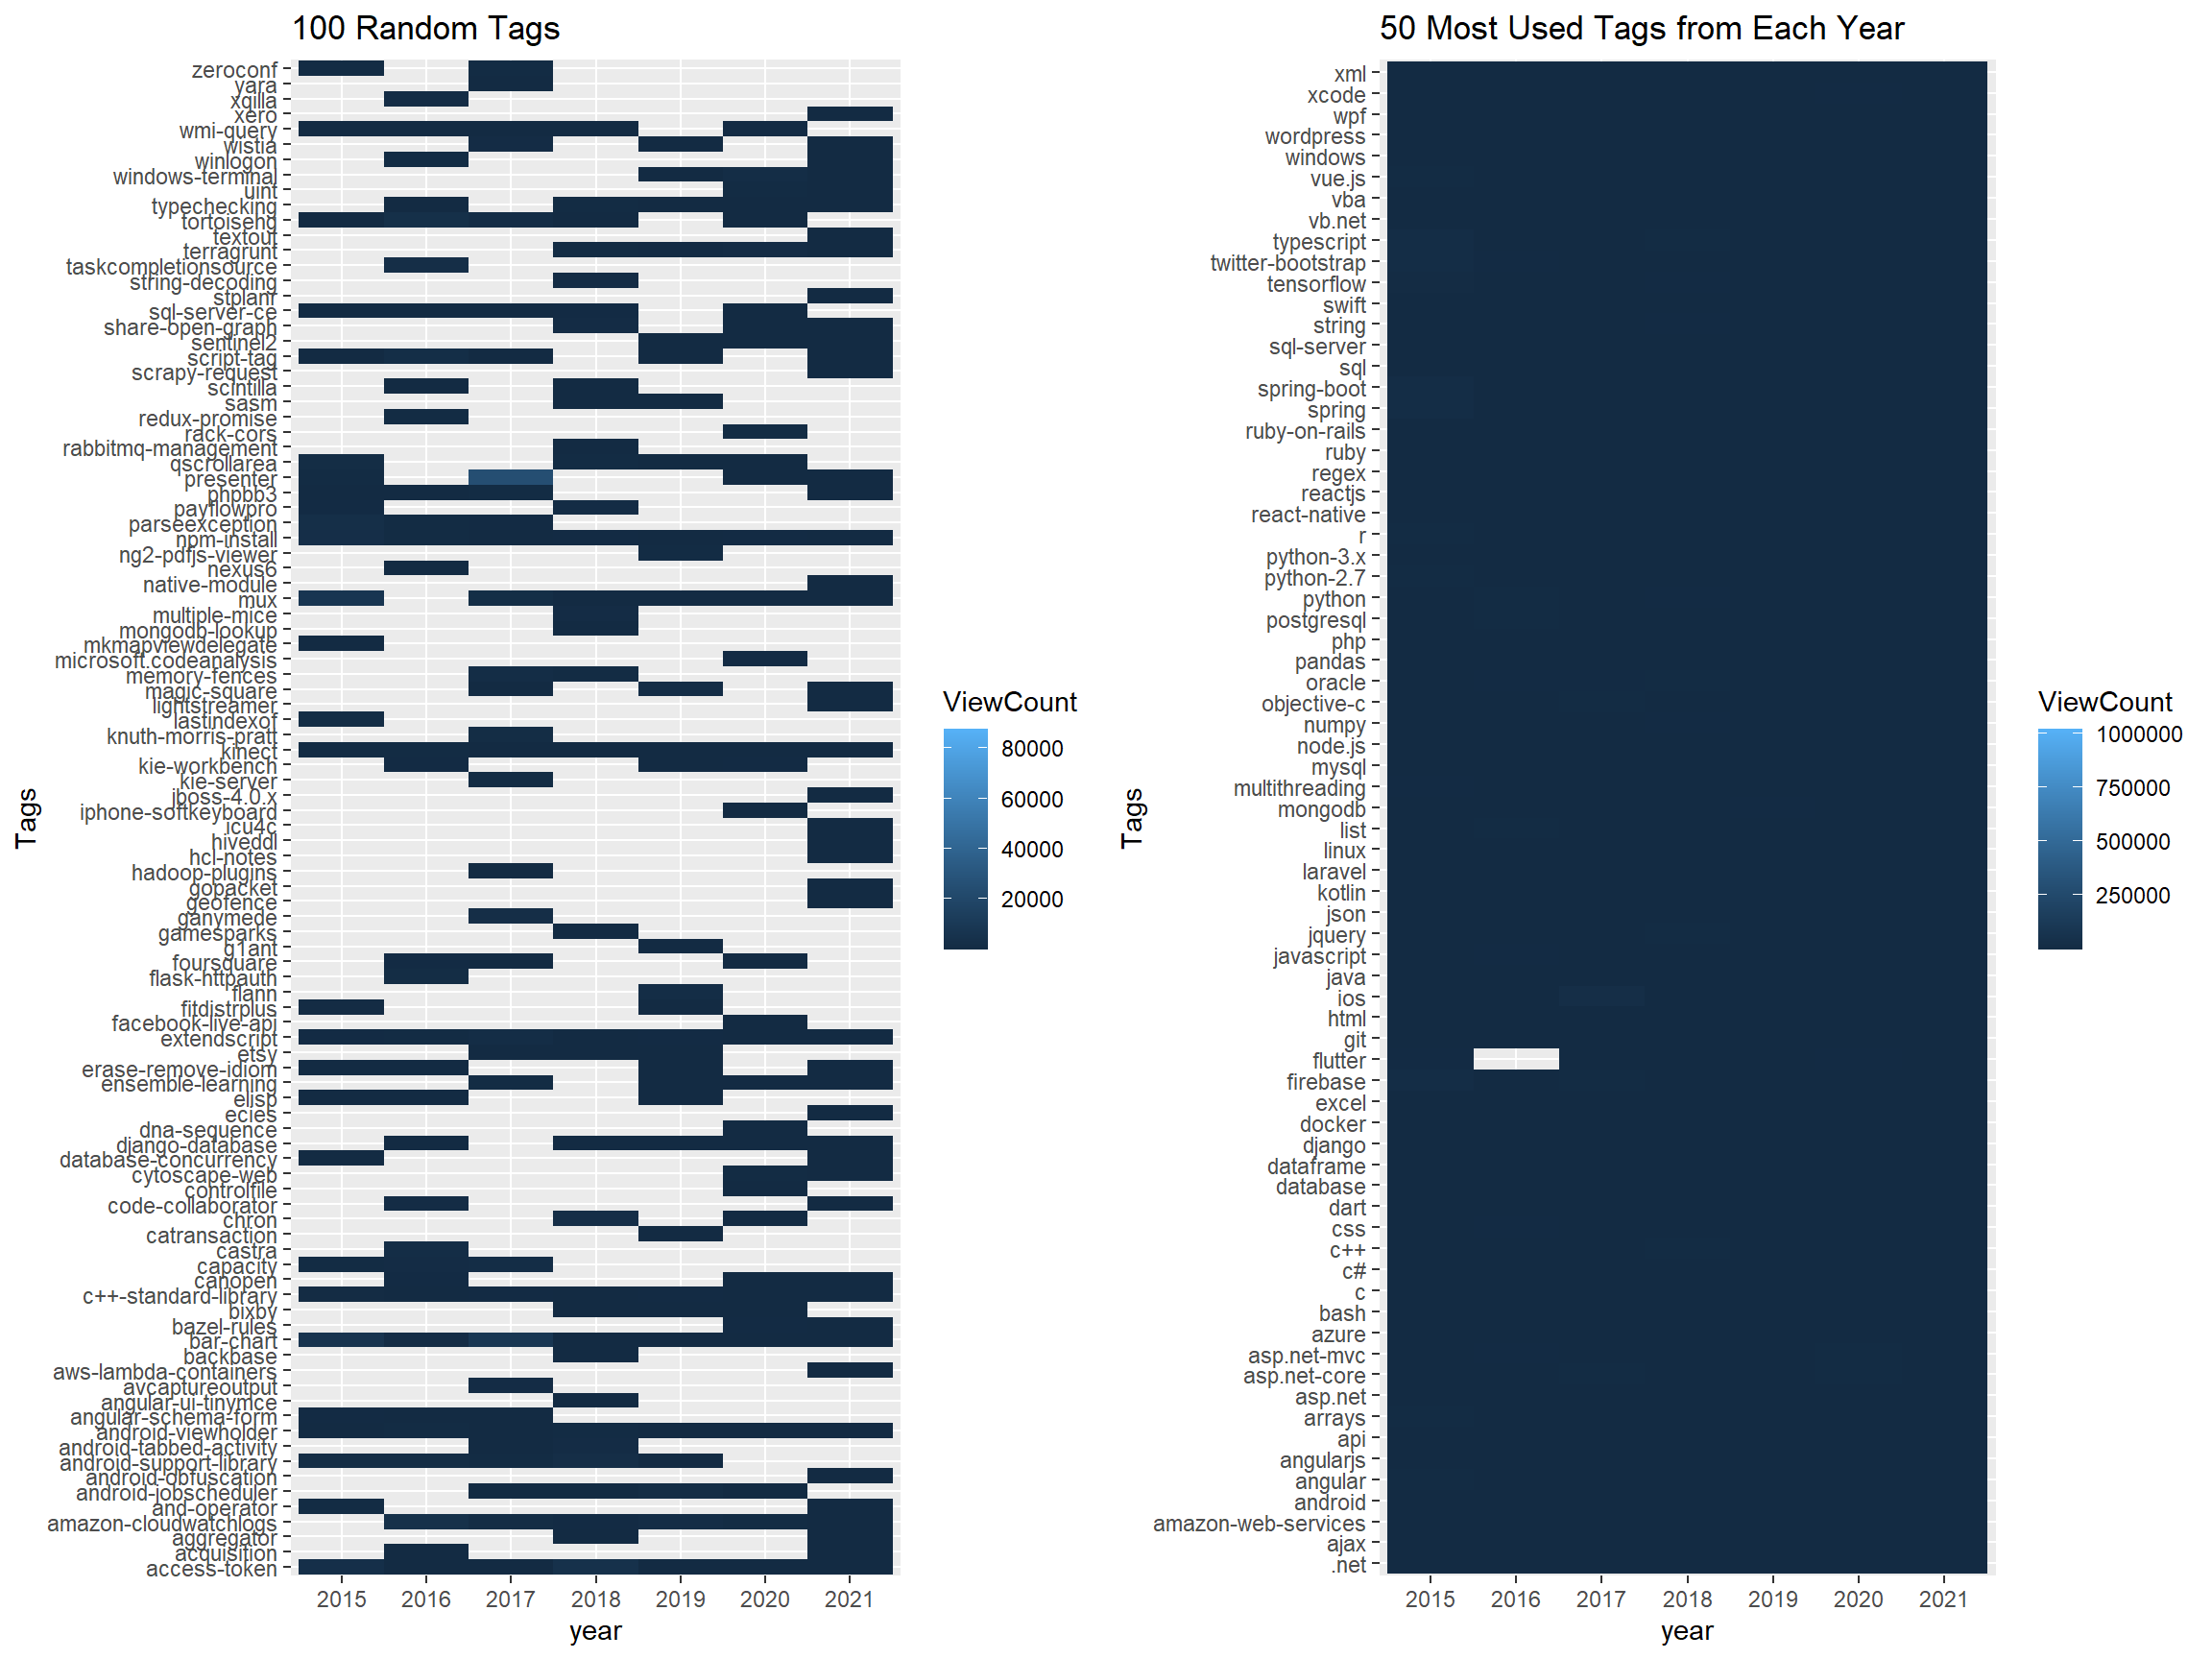 100 Random Tags
zeroconf
yara
xqilla
xero
wmi-query
wistia
winlogon
windows-terminal
uint
typechecking
tortoisehg
textout
terragrunt
taskcompletionsource
string-decoding
stplanr
sql-server-ce
share-open-graph
sentinel2
script-tag
scrapy-request
scintilla
sasm
redux-promise
rack-cors
rabbitmq-management
qscrollarea
presenter
phpbb3
payflowpro
parseexception
npm-install
ng2-pdfjs-viewer
nexus6
native-module
mux
multiple-mice
mongodb-lookup
mkmapviewdelegate
microsoft.codeanalysis
memory-fences
magic-square
lightstreamer
lastindexof
knuth-morris-pratt
kinect
kie-workbench
kie-server
jboss-4.0.x
iphone-softkeyboard
icu4c
hiveddl
hcl-notes
hadoop-plugins
gopacket
geofence
ganymede
gamesparks
g1ant
foursquare
flask-httpauth
flann
fitdistrplus
facebook-live-api
extendscript
etsy
erase-remove-idiom
ensemble-learning
elisp
ecies
dna-sequence
django-database
database-concurrency
cytoscape-web
controlfile
code-collaborator
chron
catransaction
castra
capacity
canopen
c++-standard-library
bixby
bazel-rules
bar-chart
backbase
aws-lambda-containers
avcaptureoutput
angular-ui-tinymce
angular-schema-form
android-viewholder
android-tabbed-activity
android-support-library
android-obfuscation
android-jobscheduler
and-operator
amazon-cloudwatchlogs
aggregator
acquisition
access-token
Tags
2015 2016 2017 2018 2019 2020 2021
year
ViewCount
80000
60000
40000
20000
50 Most Used Tags from Each Year
xml
xcode
wpf
wordpress
windows
vue.js
vba
vb.net
typescript
twitter-bootstrap
tensorflow
swift
string
sql-server
sql
spring-boot
spring
ruby-on-rails
ruby
regex
reactjs
react-native
r
python-3.x
python-2.7
python
postgresql
php
pandas
oracle
objective-c
numpy
node.js
mysql
multithreading
mongodb
list
linux
laravel
kotlin
json
jquery
javascript
java
ios
html
git
flutter
firebase
excel
docker
django
dataframe
database
dart
css
c++
c#
c
bash
azure
asp.net-mvc
asp.net-core
asp.net
arrays
api
angularjs
angular
android
amazon-web-services
ajax
.net
Tags
2015 2016 2017 2018 2019 2020 2021
year
ViewCount
1000000
750000
500000
250000